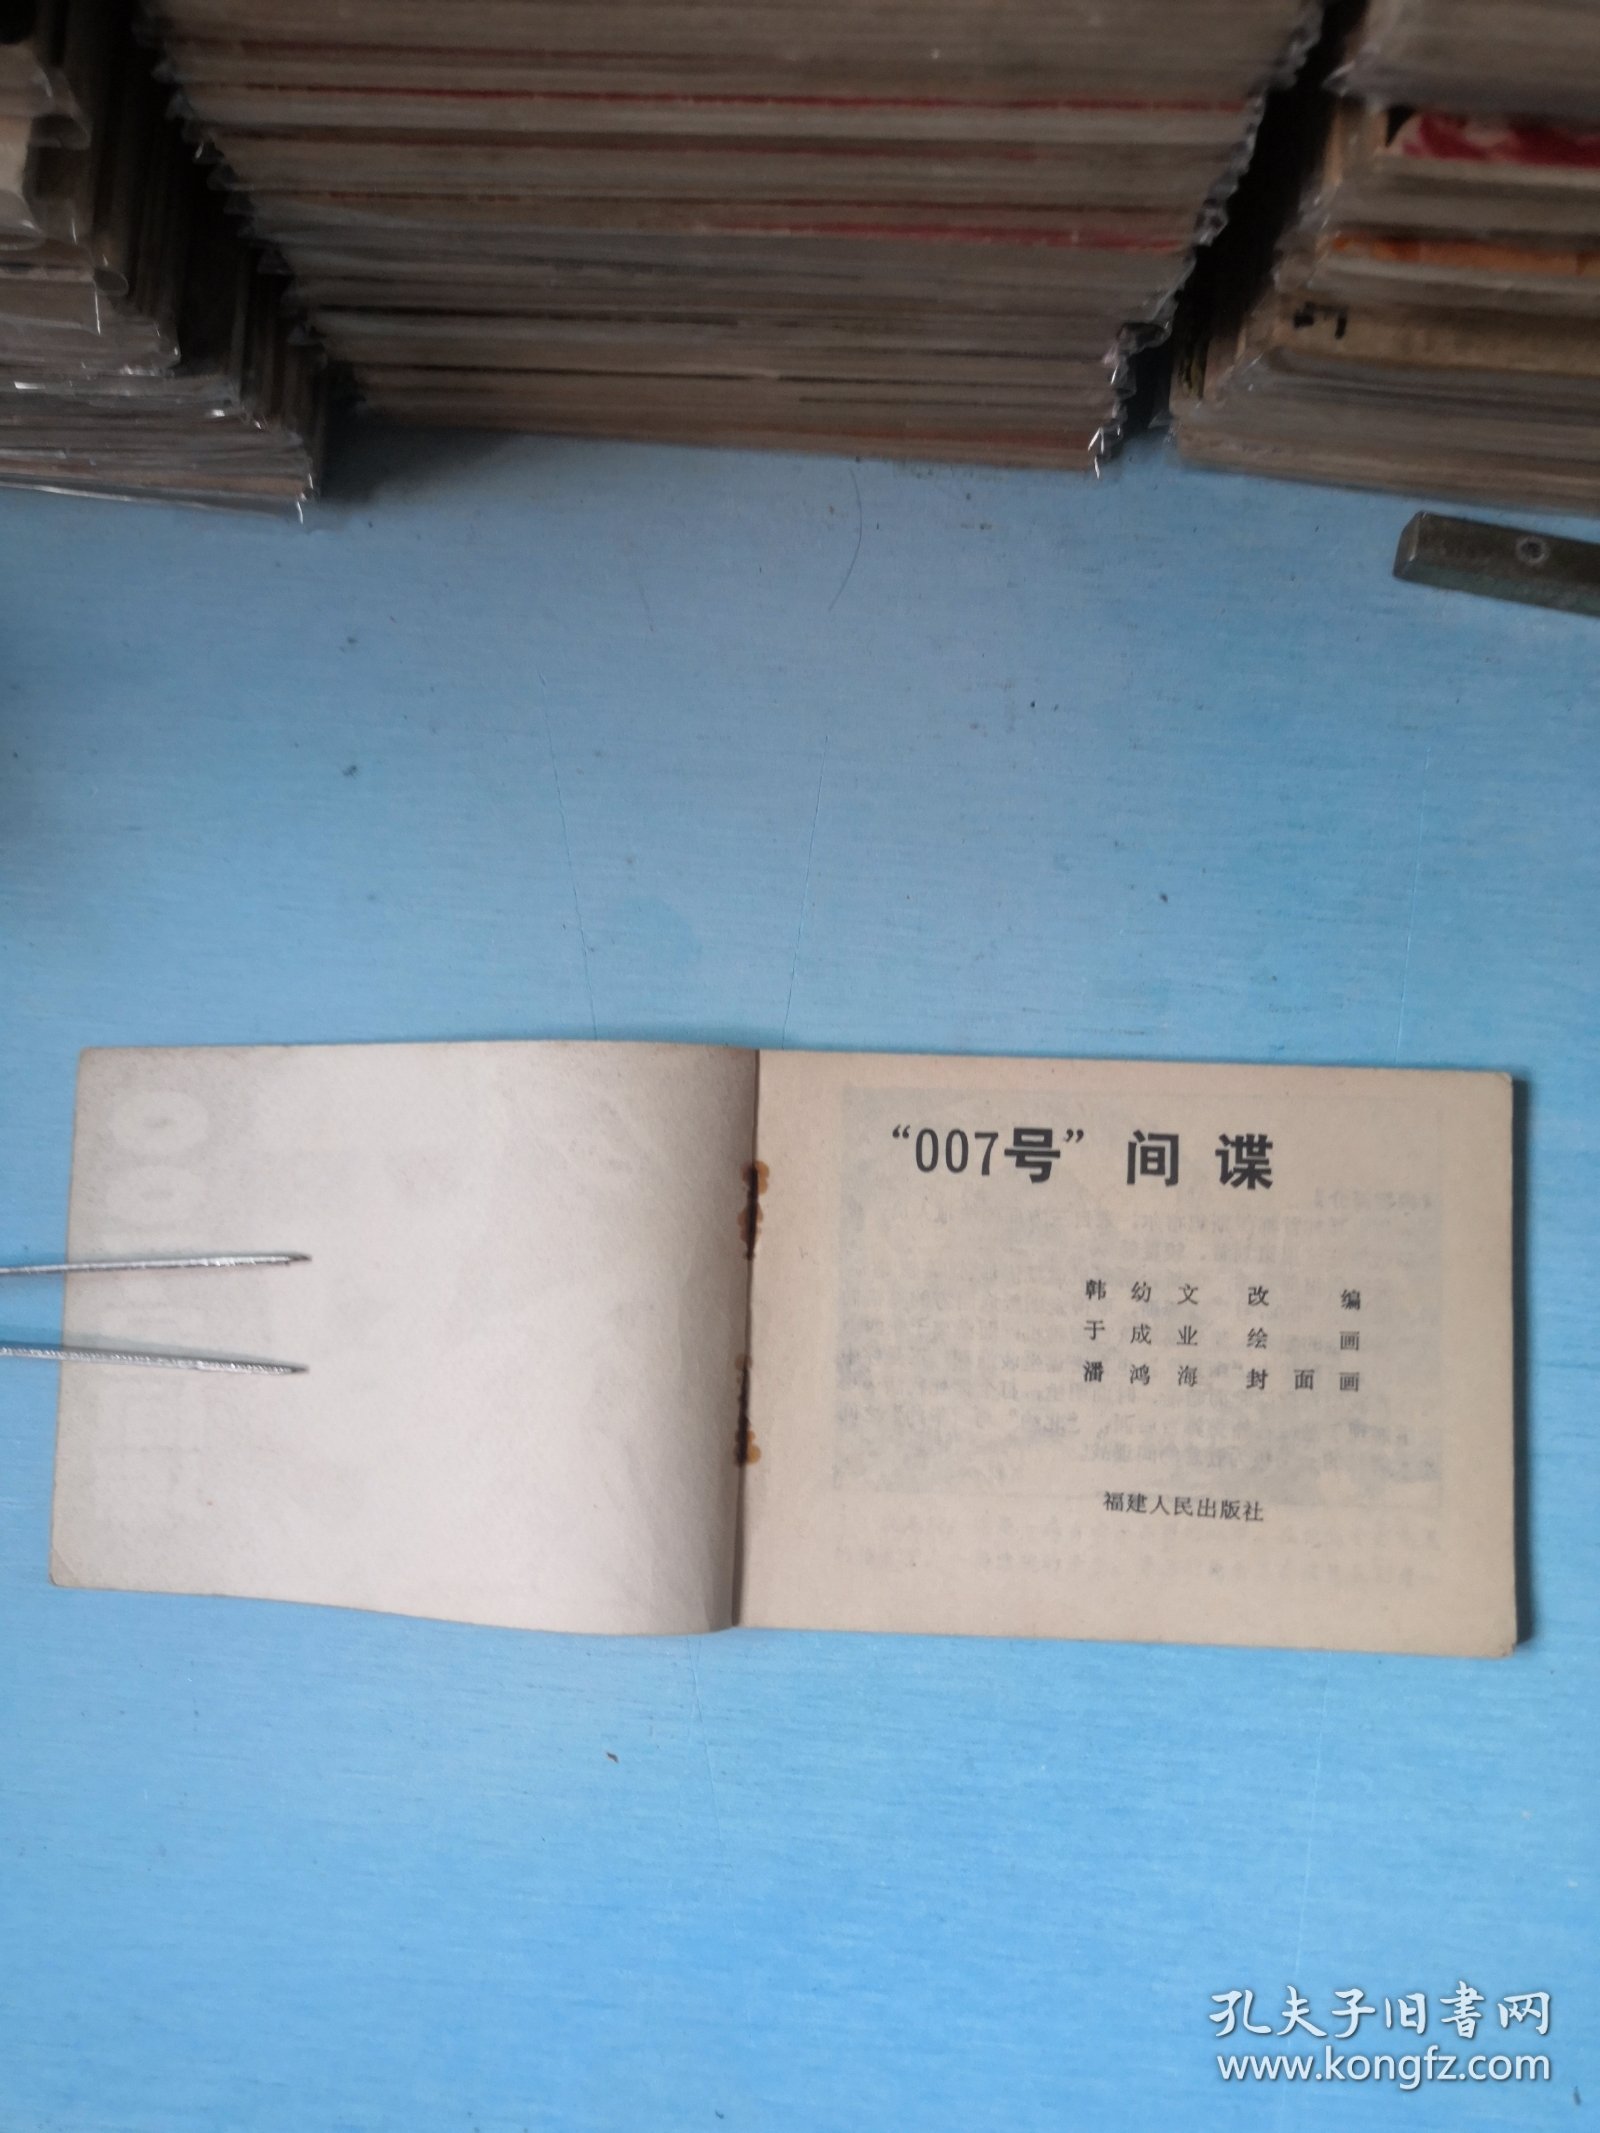 “007号”间谍
韩幼文改编
于成业绘画
潘鸿海封面画
福建人民出版社
孔夫子旧书网
www.kongfz.com